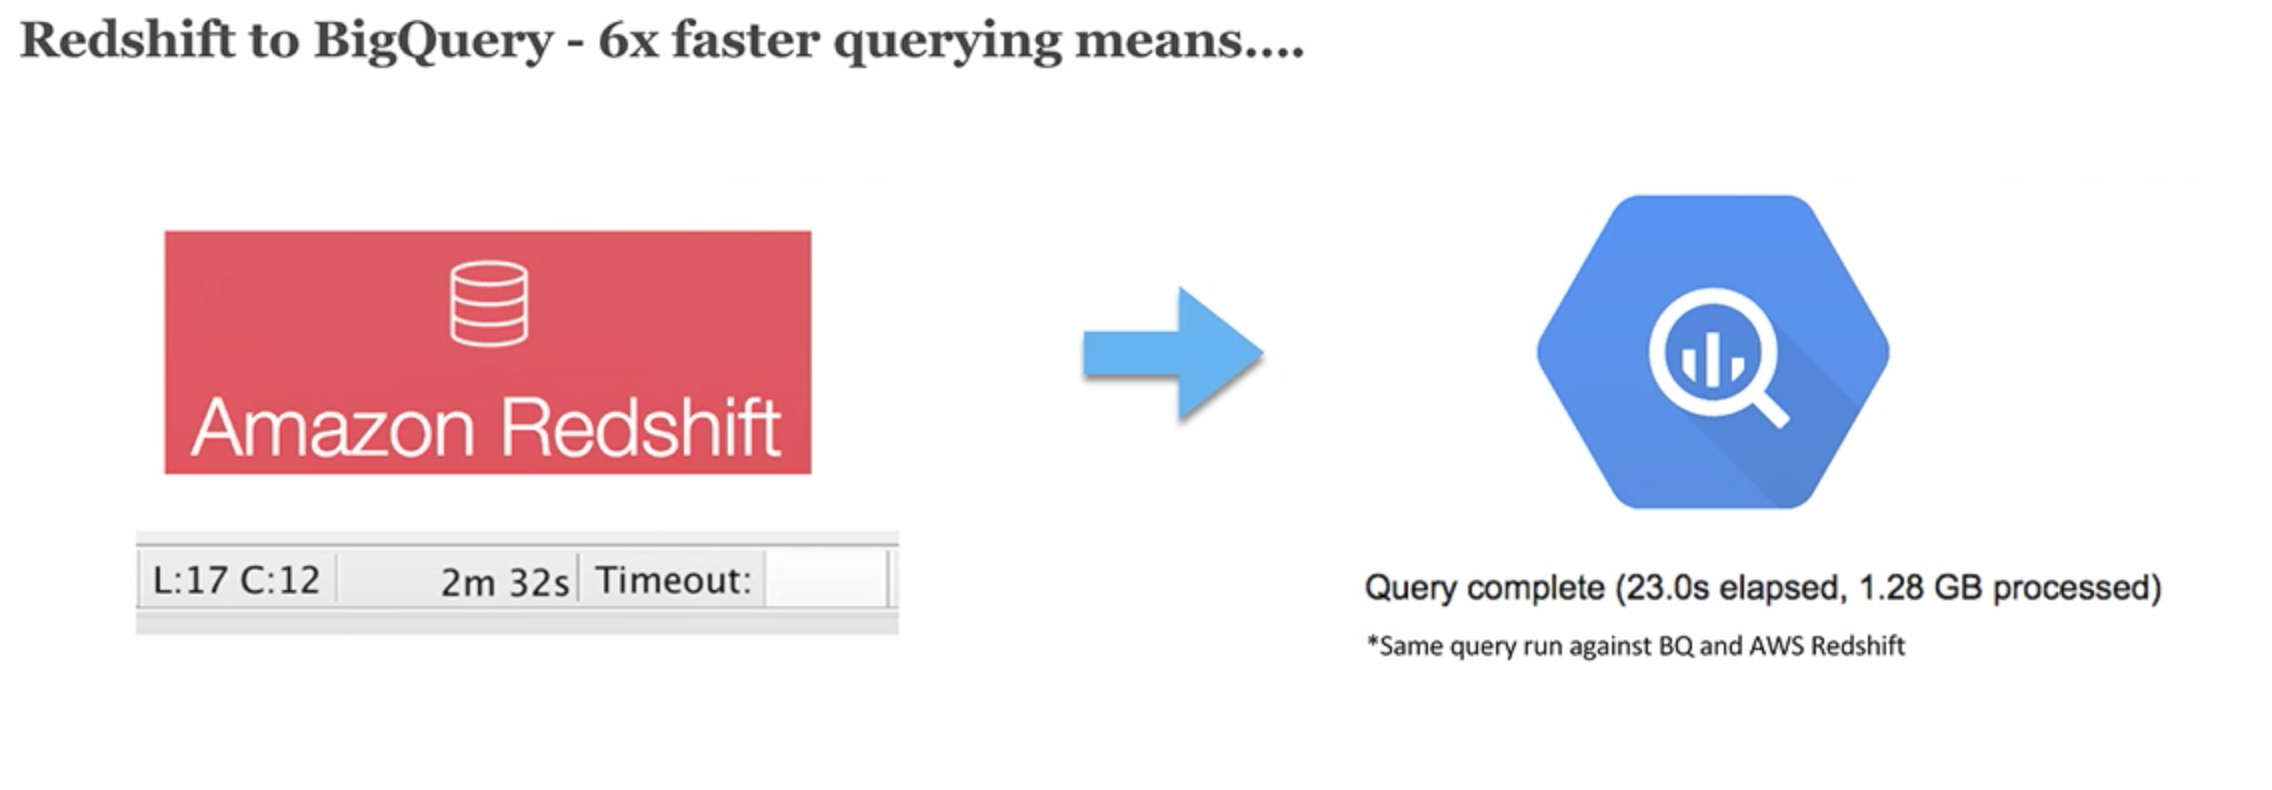 Redshift to BigQuery - 6x faster querying means....
Amazon Redshift
L:17 C:12 2m 32s Timeout:
Query complete (23.0s elapsed, 1.28 GB processed)
*Same query run against BQ and AWS Redshift